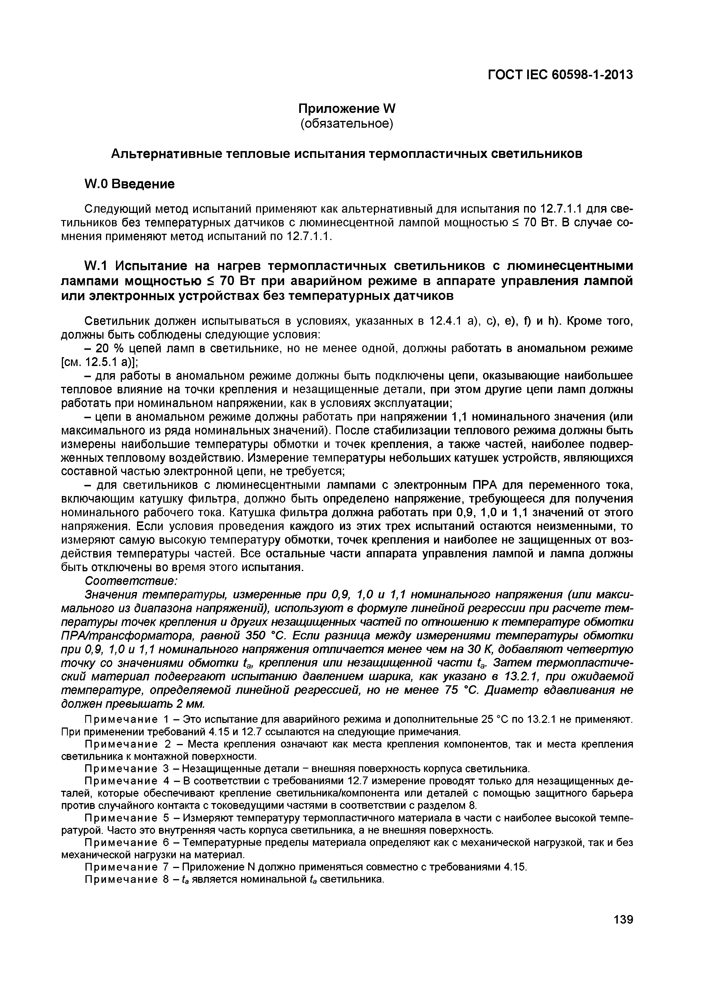 ГОСТ IEC 60598-1-2013
Приложение W
(обязательное)
Альтернативные тепловые испытания термопластичных светильников
W.0 Введение
Следующий метод испытаний применяют как альтернативный для испытания по 12.7.1.1 для све-
тильников без температурных датчиков с люминесцентной лампой мощностью ≤ 70 Вт. В случае со-
мнения применяют метод испытаний по 12.7.1.1.
W.1 Испытание на нагрев термопластичных светильников с люминесцентными
лампами мощностью ≤ 70 Вт при аварийном режиме в аппарате управления лампой
или электронных устройствах без температурных датчиков
Светильник должен испытываться в условиях, указанных в 12.4.1 a), c), e), f) и h). Кроме того,
должны быть соблюдены следующие условия:
– 20 % цепей ламп в светильнике, но не менее одной, должны работать в аномальном режиме
[см. 12.5.1 а)];
– для работы в аномальном режиме должны быть подключены цепи, оказывающие наибольшее
тепловое влияние на точки крепления и незащищенные детали, при этом другие цепи ламп должны
работать при номинальном напряжении, как в условиях эксплуатации;
– цепи в аномальном режиме должны работать при напряжении 1,1 номинального значения (или
максимального из ряда номинальных значений). После стабилизации теплового режима должны быть
измерены наибольшие температуры обмотки и точек крепления, а также частей, наиболее подвер-
женных тепловому воздействию. Измерение температуры небольших катушек устройств, являющихся
составной частью электронной цепи, не требуется;
– для светильников с люминесцентными лампами с электронным ПРА для переменного тока,
включающим катушку фильтра, должно быть определено напряжение, требующееся для получения
номинального рабочего тока. Катушка фильтра должна работать при 0,9, 1,0 и 1,1 значений от этого
напряжения. Если условия проведения каждого из этих трех испытаний остаются неизменными, то
измеряют самую высокую температуру обмотки, точек крепления и наиболее не защищенных от воз-
действия температуры частей. Все остальные части аппарата управления лампой и лампа должны
быть отключены во время этого испытания.
Соответствие:
Значения температуры, измеренные при 0,9, 1,0 и 1,1 номинального напряжения (или макси-
мального из диапазона напряжений), используют в формуле линейной регрессии при расчете тем-
пературы точек крепления и других незащищенных частей по отношению к температуре обмотки
ПРА/трансформатора, равной 350 °С. Если разница между измерениями температуры обмотки
при 0,9, 1,0 и 1,1 номинального напряжения отличается менее чем на 30 К, добавляют четвертую
точку со значениями обмотки tа, крепления или незащищенной части tа. Затем термопластиче-
ский материал подвергают испытанию давлением шарика, как указано в 13.2.1, при ожидаемой
температуре, определяемой линейной регрессией, но не менее 75 °С. Диаметр вдавливания не
должен превышать 2 мм.
Примечание 1 – Это испытание для аварийного режима и дополнительные 25 °С по 13.2.1 не применяют.
При применении требований 4.15 и 12.7 ссылаются на следующие примечания.
Примечание 2 – Места крепления означают как места крепления компонентов, так и места крепления
светильника к монтажной поверхности.
Примечание 3 – Незащищенные детали – внешняя поверхность корпуса светильника.
Примечание 4 – В соответствии с требованиями 12.7 измерение проводят только для незащищенных де-
талей, которые обеспечивают крепление светильника/компонента или деталей с помощью защитного барьера
против случайного контакта с токоведущими частями в соответствии с разделом 8.
Примечание 5 – Измеряют температуру термопластичного материала в части с наиболее высокой темпе-
ратурой. Часто это внутренняя часть корпуса светильника, а не внешняя поверхность.
Примечание 6 – Температурные пределы материала определяют как с механической нагрузкой, так и без
механической нагрузки на материал.
Примечание 7 – Приложение N должно применяться совместно с требованиями 4.15.
Примечание 8 – tа является номинальной tа светильника.
139